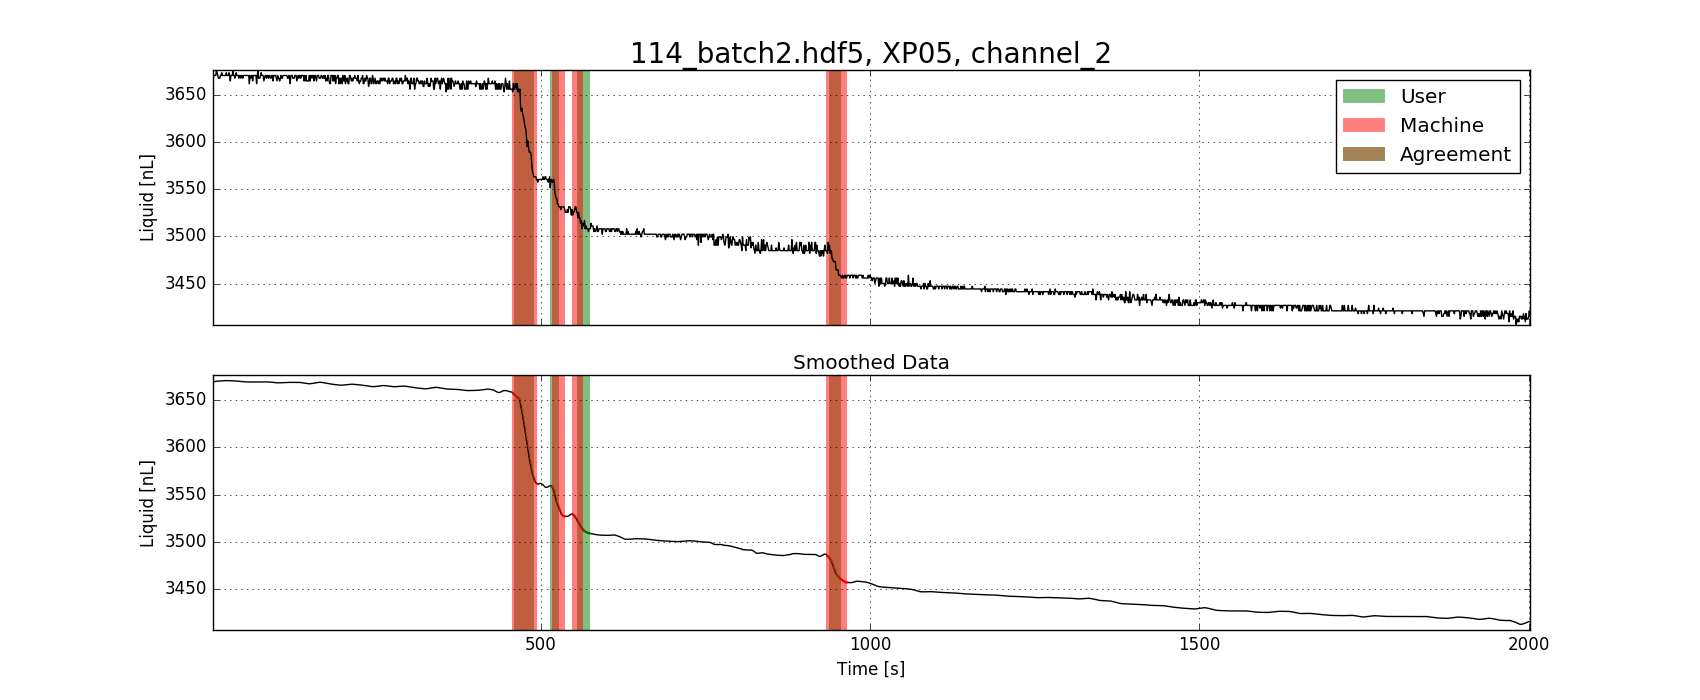 114_batch2.hdf5, XP05, channel_2
3650
3600
3550
3500
3450
Liquid [nL]
User
Machine
Agreement
Smoothed Data
3650
3600
3550
3500
3450
Liquid [nL]
500
1000
1500
2000
Time [s]